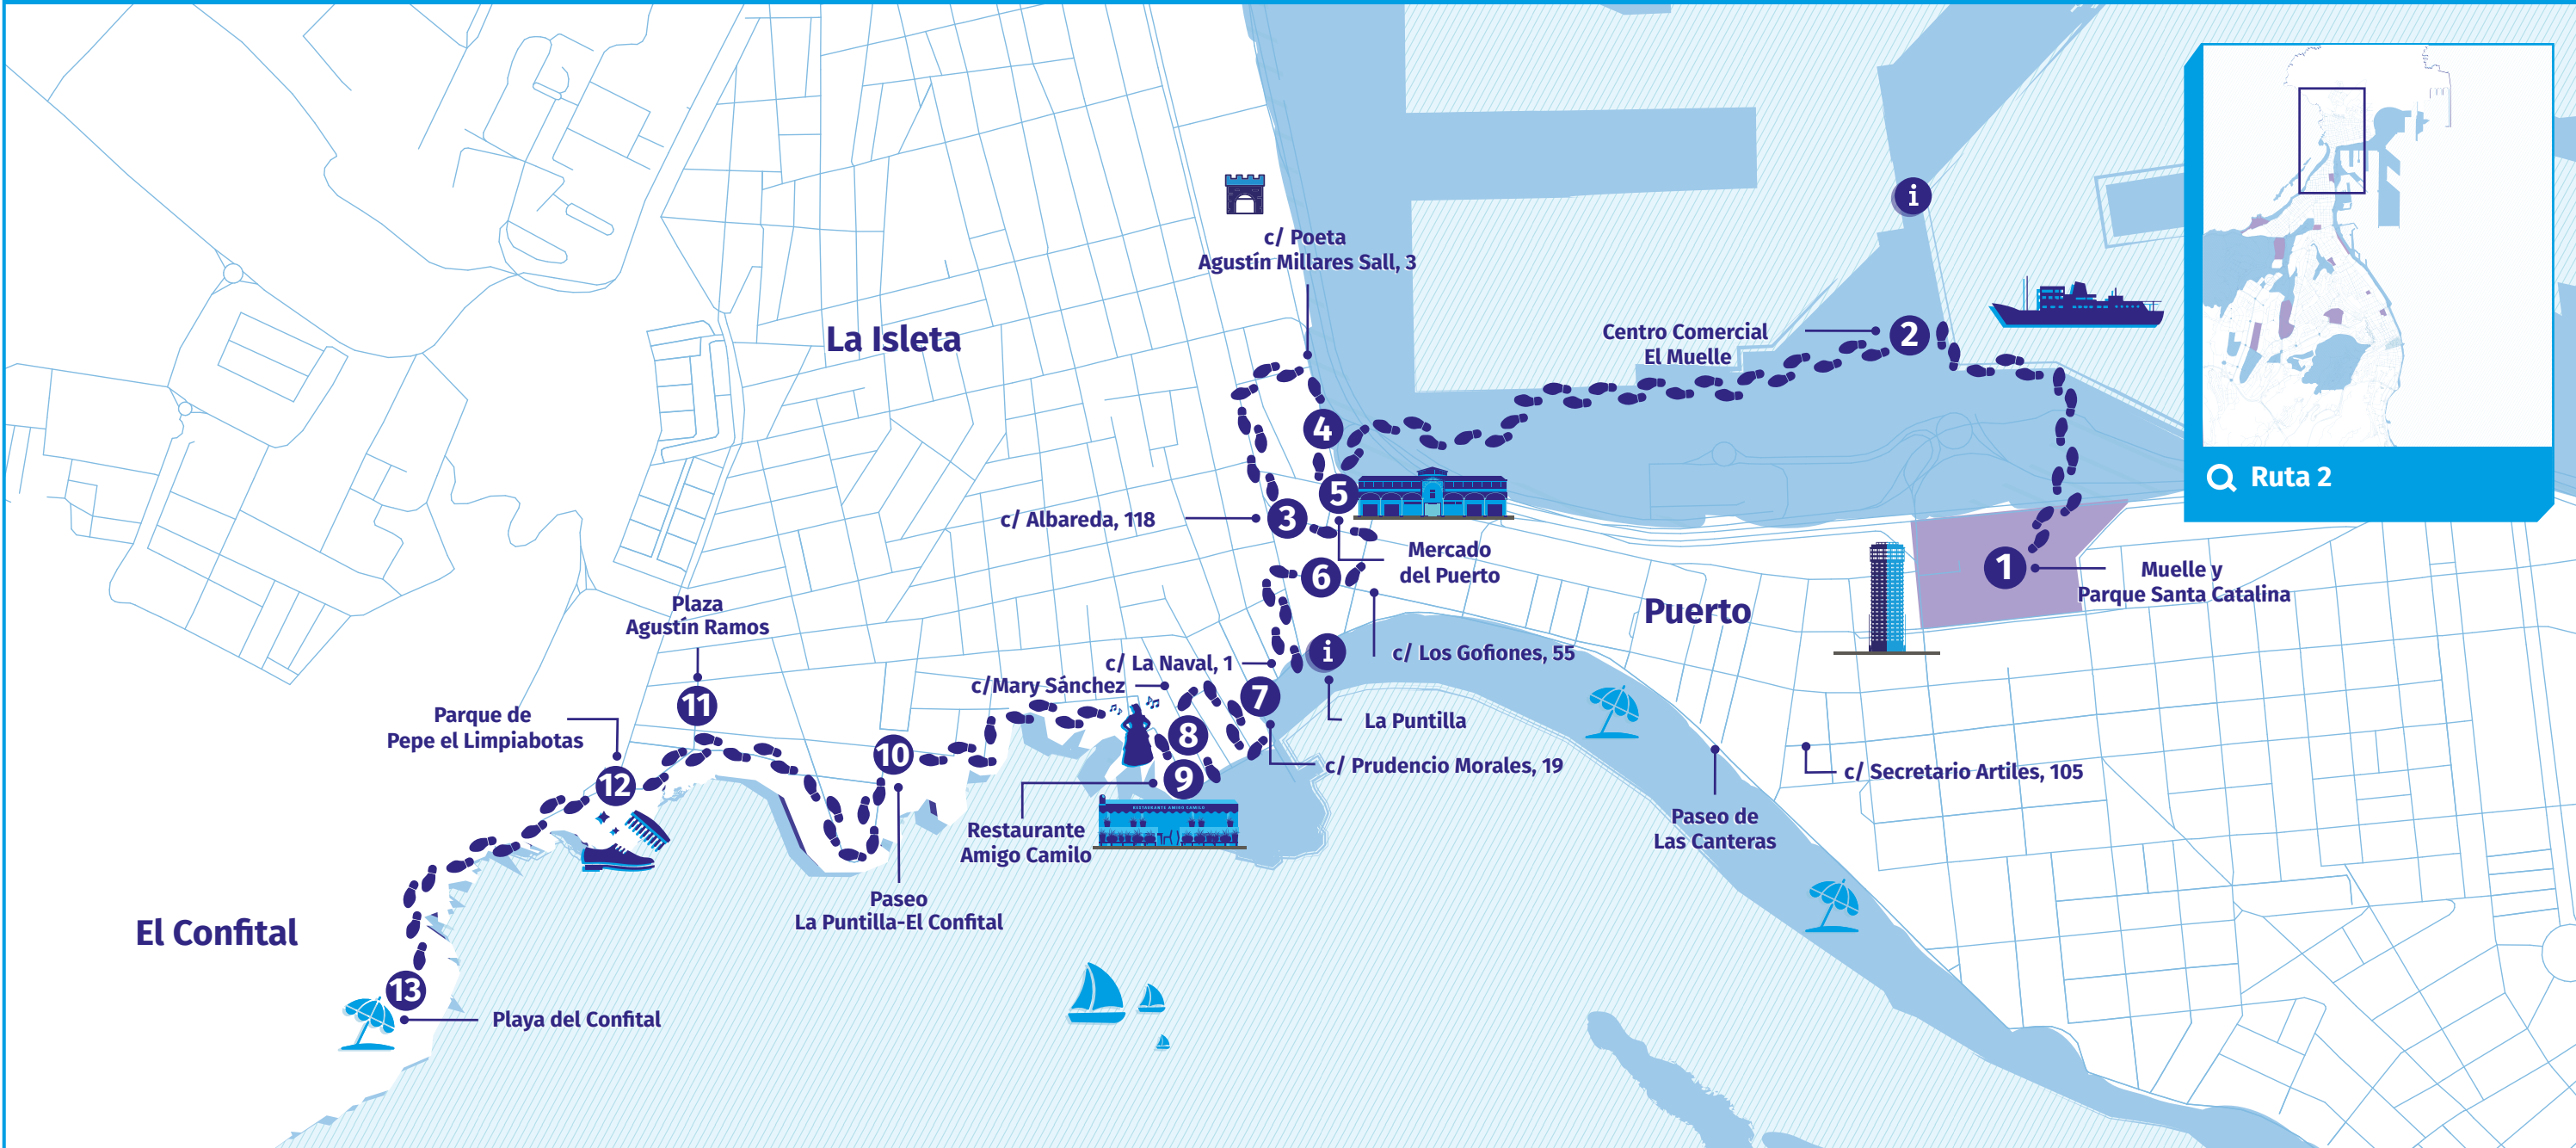 c/ Poeta
Agustín Millares Sall, 3
i
La Isleta
Centro Comercial
El Muelle
2
4
5
3
c/ Albareda, 118
Mercado
del Puerto
6
1
Muelle y
Parque Santa Catalina
Ruta 2
Puerto
Plaza
Agustín Ramos
c/ La Naval, 1
i
c/ Los Gofiones, 55
c/Mary Sánchez
7
11
La Puntilla
Parque de
Pepe el Limpiabotas
8
10
9
c/ Prudencio Morales, 19
c/ Secretario Artiles, 105
12
RESTAURANTE AMIGO CAMILO
Restaurante
Amigo Camilo
Paseo de
Las Canteras
Paseo
La Puntilla-El Confital
El Confital
13
Playa del Confital